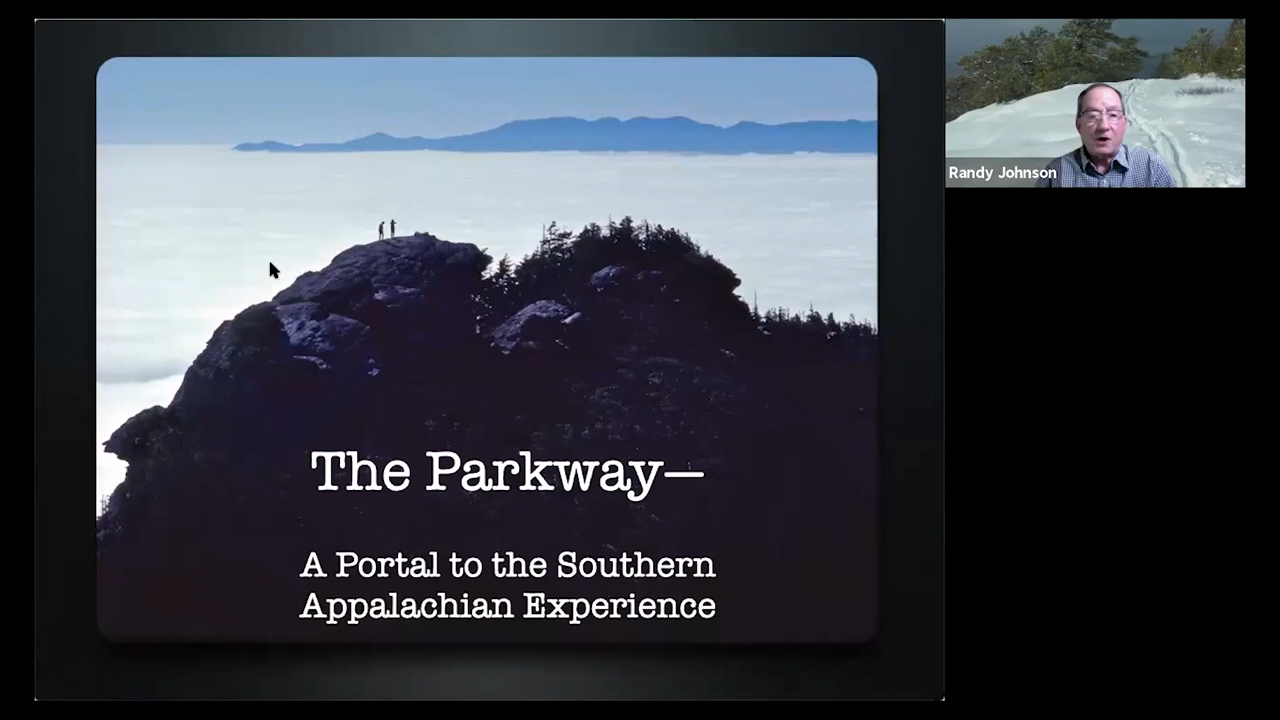 Randy Johnson
The Parkway—
A Portal to the Southern
Appalachian Experience